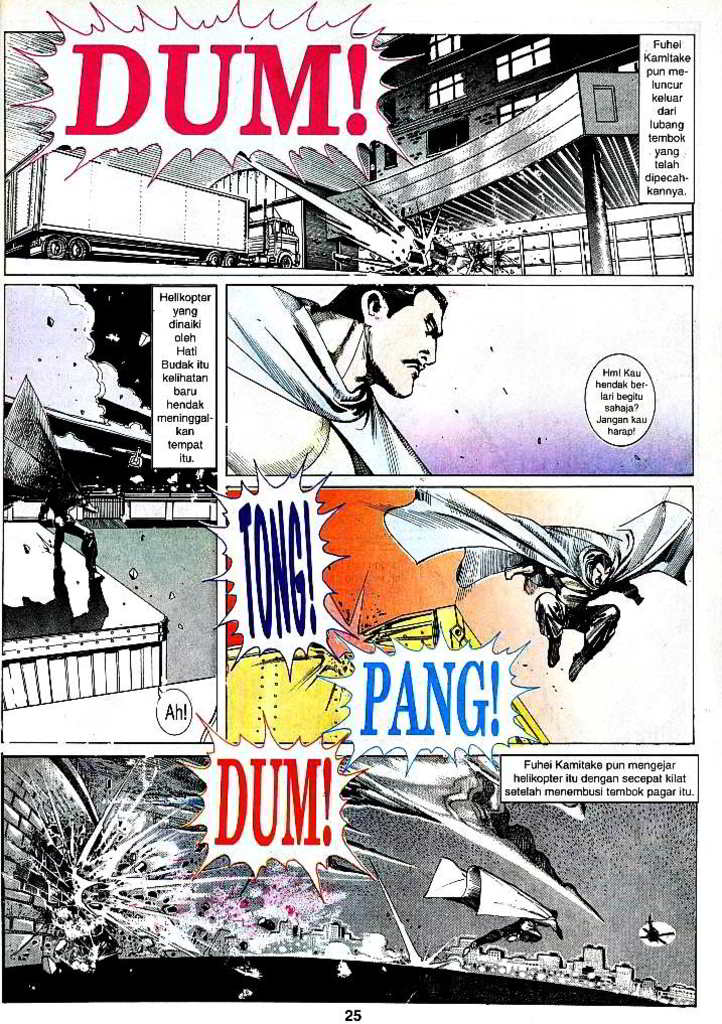 DUM!
Fuhei
Kamitake
pun me-
luncur
keluar
dari
lubang
tembok
yang
telah
dipecah-
kannya.
Helikopter
yang
dinaiki
oleh
Hati
Budak itu
kelihatan
baru
hendak
meninggal-
kan
tempat
itu.
Hm! Kau
hendak ber-
lari begitu
sahaja?
Jangan kau
harap!
Ah!
TONG!
PANG!
DUM!
Fuhei Kamitake pun mengejar
helikopter itu dengan secepat kilat
setelah menembusi tembok pagar itu.
25